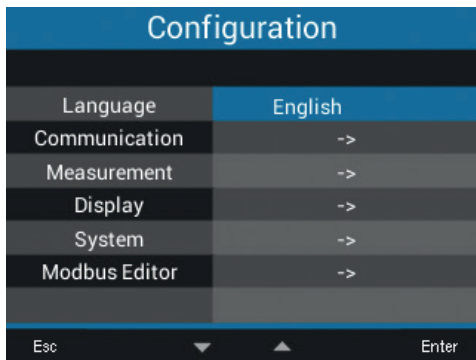 Configuration
Language English
Communication ->
Measurement ->
Display ->
System ->
Modbus Editor ->
Esc Enter